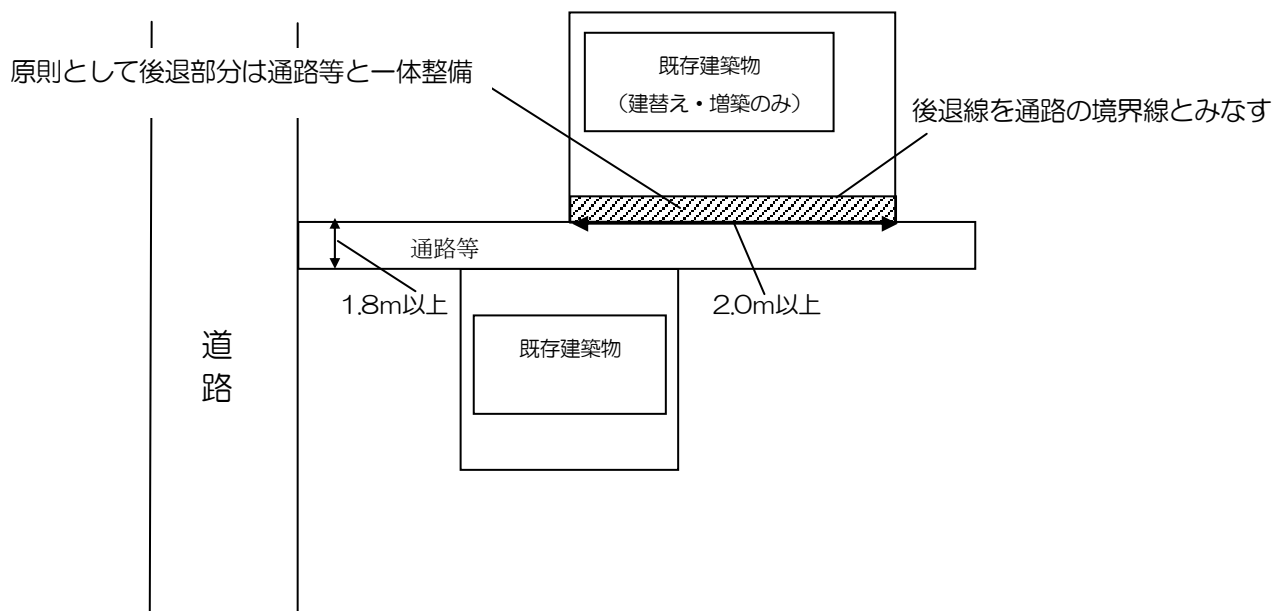 原則として後退部分は通路等と一体整備
既存建築物
（建替え・増築のみ）
後退線を通路の境界線とみなす
通路等
1.8m以上
2.0m以上
既存建築物
道
路